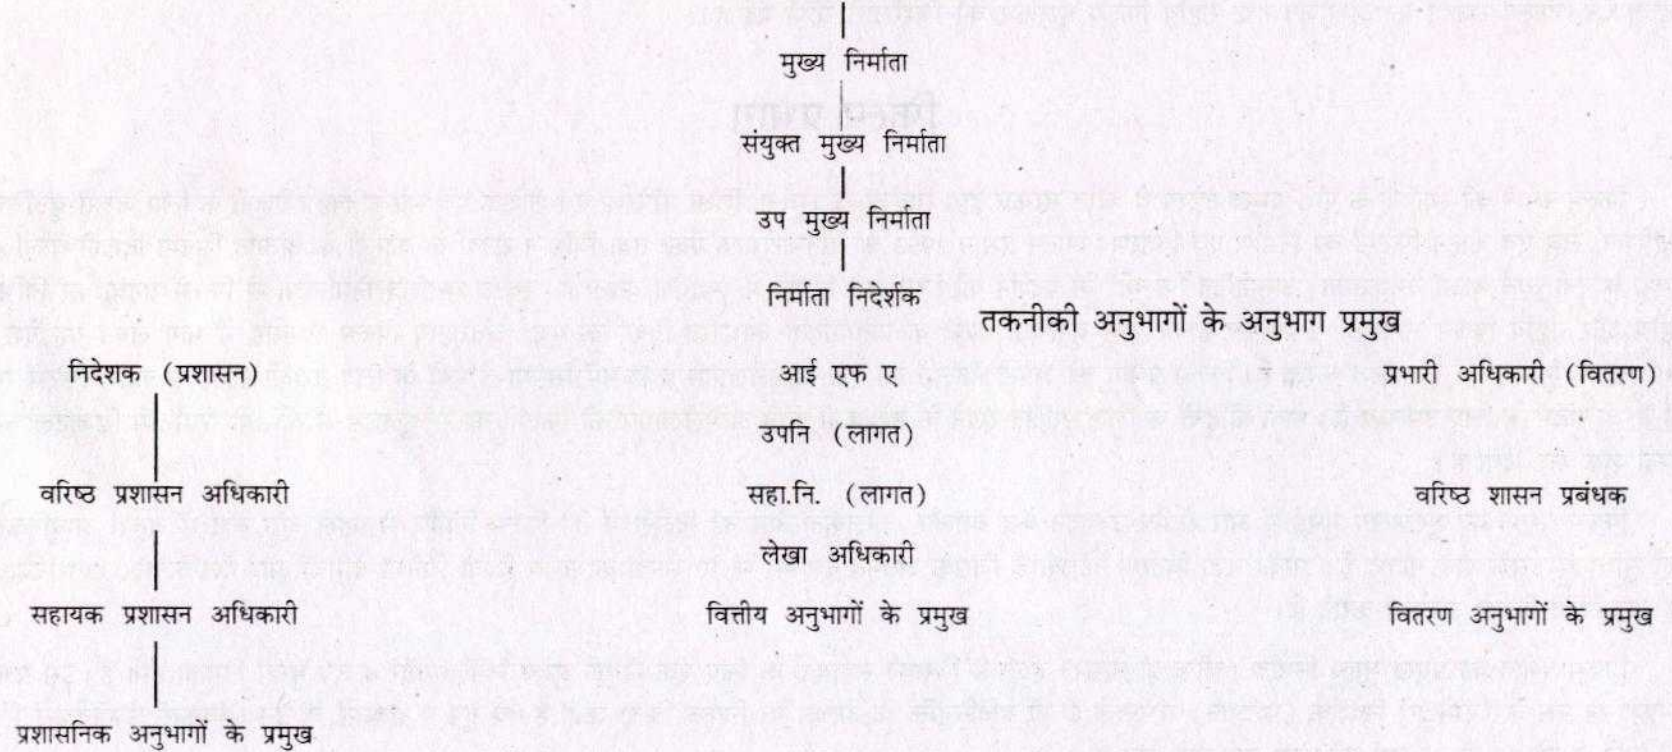 मुख्य निर्माता
संयुक्त मुख्य निर्माता
उप मुख्य निर्माता
निर्माता निदर्शक
तकनीकी अनुभागों के अनुभाग प्रमुख
निदेशक (प्रशासन) आई एफ ए प्रभारी अधिकारी (वितरण)
उपनि (लागत)
वरिष्ठ प्रशासन अधिकारी सहा.नि. (लागत) वरिष्ठ शासन प्रबंधक
लेखा अधिकारी
सहायक प्रशासन अधिकारी वित्तीय अनुभागों के प्रमुख वितरण अनुभागों के प्रमुख
प्रशासनिक अनुभागों के प्रमुख